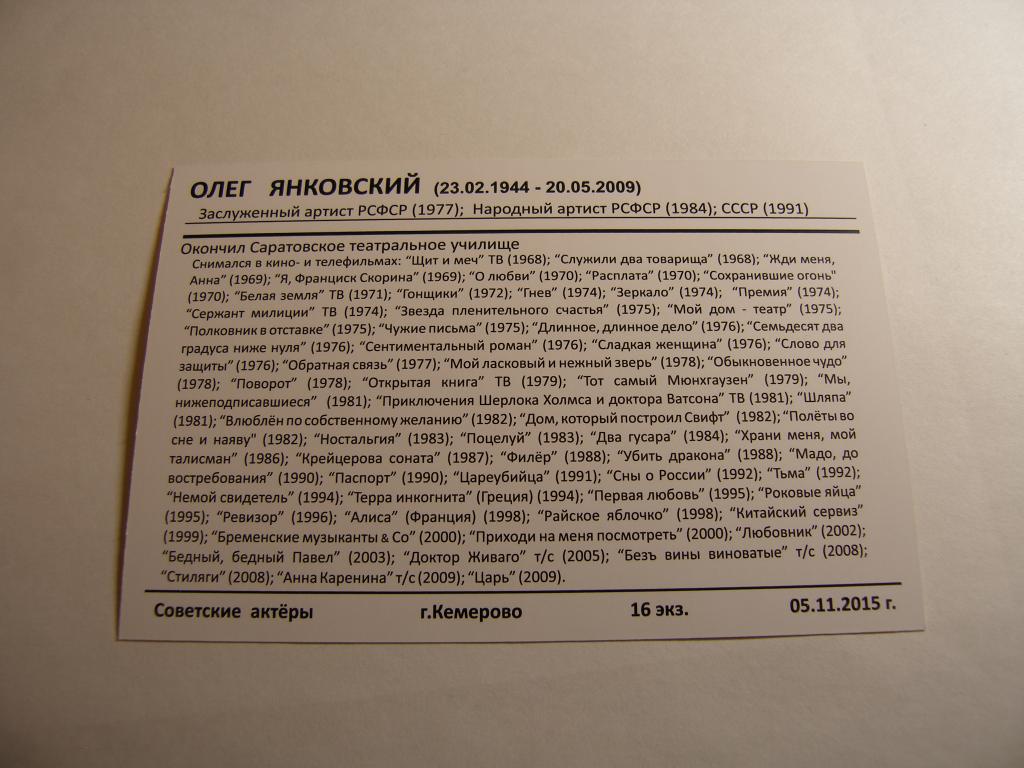 ОЛЕГ ЯНКОВСКИЙ (23.02.1944 - 20.05.2009)
Заслуженный артист РСФСР (1977); Народный артист РСФСР (1984); СССР (1991)
Окончил Саратовское театральное училище
Снимался в кино- и телефильмах: "Щит и меч" ТВ (1968); "Служили два товарища" (1968); "Жди меня,
Анна" (1969); "Я, Франциск Скорина" (1969); "О любви" (1970); "Расплата" (1970); "Сохранившие огонь"
(1970); "Белая земля" ТВ (1971); "Гонщики" (1972); "Гнев" (1974); "Зеркало" (1974); "Премия" (1974);
"Сержант милиции" ТВ (1974); "Звезда пленительного счастья" (1975); "Мой дом - театр" (1975);
"Полковник в отставке" (1975); "Чужие письма" (1975); "Длинное, длинное дело" (1976); "Семьдесят два
градуса ниже нуля" (1976); "Сентиментальный роман" (1976); "Сладкая женщина" (1976); "Слово для
защиты" (1976); "Обратная связь" (1977); "Мой ласковый и нежный зверь" (1978); "Обыкновенное чудо"
(1978); "Поворот" (1978); "Открытая книга" ТВ (1979); "Тот самый Мюнхгаузен" (1979); "Мы,
нижеподписавшиеся" (1981); "Приключения Шерлока Холмса и доктора Ватсона" ТВ (1981); "Шляпа"
(1981); "Влюблён по собственному желанию" (1982); "Дом, который построил Свифт" (1982); "Полёты во
сне и наяву" (1982); "Ностальгия" (1983); "Поцелуй" (1983); "Два гусара" (1984); "Храни меня, мой
талисман" (1986); "Крейцерова соната" (1987); "Филёр" (1988); "Убить дракона" (1988); "Мадо, до
востребования" (1990); "Паспорт" (1990); "Цареубийца" (1991); "Сны о России" (1992); "Тьма" (1992);
"Немой свидетель" (1994); "Терра инкогнита" (Греция) (1994); "Первая любовь" (1995); "Роковые яйца"
(1995); "Ревизор" (1996); "Алиса" (Франция) (1998); "Райское яблочко" (1998); "Китайский сервиз"
(1999); "Бременские музыканты & Со" (2000); "Приходи на меня посмотреть" (2000); "Любовник" (2002);
"Бедный, бедный Павел" (2003); "Доктор Живаго" т/с (2005); "Безъ вины виноватые" т/с (2008);
"Стиляги" (2008); "Анна Каренина" т/с (2009); "Царь" (2009).
Советские актёры г.Кемерово 16 экз. 05.11.2015 г.